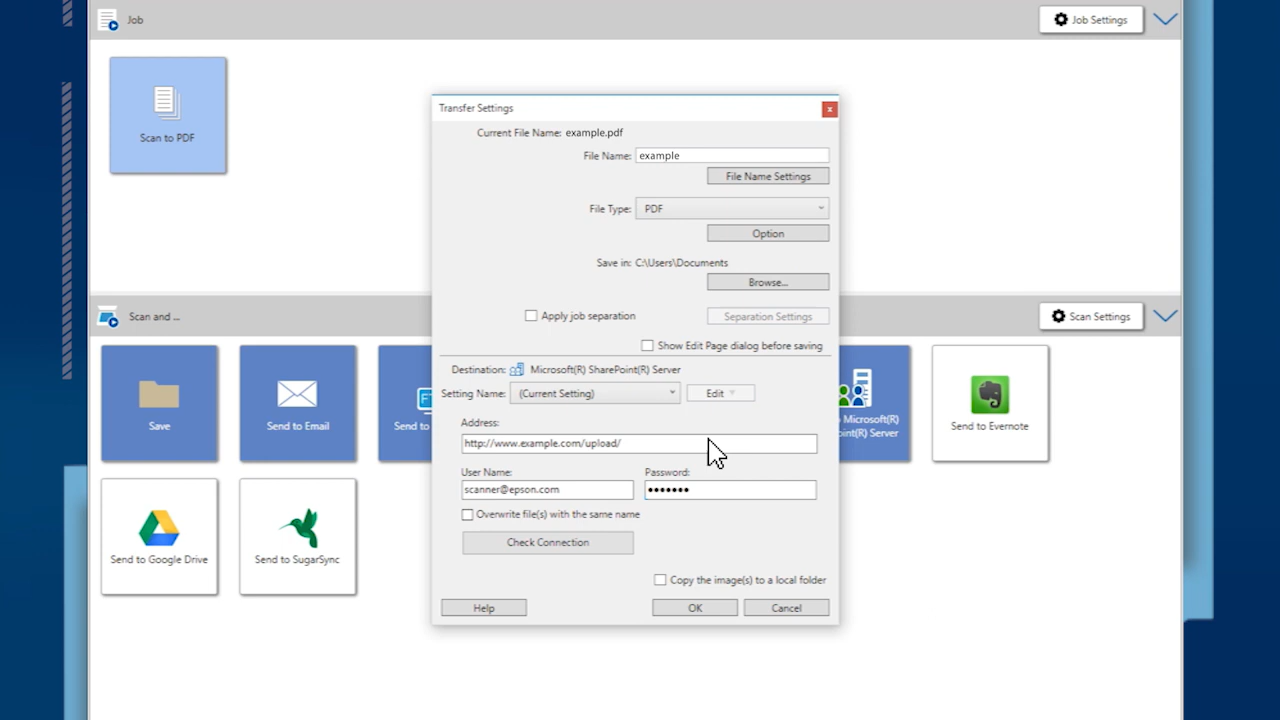 Job
Job Settings
Scan to PDF
Transfer Settings
x
Current File Name: example.pdf
File Name: example
File Name Settings
File Type: PDF
Option
Save in: C:\Users\Documents
Browse...
Apply job separation
Separation Settings
Show Edit Page dialog before saving
Destination: Microsoft(R) SharePoint(R) Server
Setting Name: (Current Setting)
Edit
Address:
http://www.example.com/upload/
User Name:
Password:
scanner@epson.com
•••••••
Overwrite file(s) with the same name
Check Connection
Copy the image(s) to a local folder
Help
OK
Cancel
Scan and ...
Scan Settings
Save
Send to Email
Send to
FT
Microsoft(R)
oint(R) Server
Send to Evernote
Send to Google Drive
Send to SugarSync